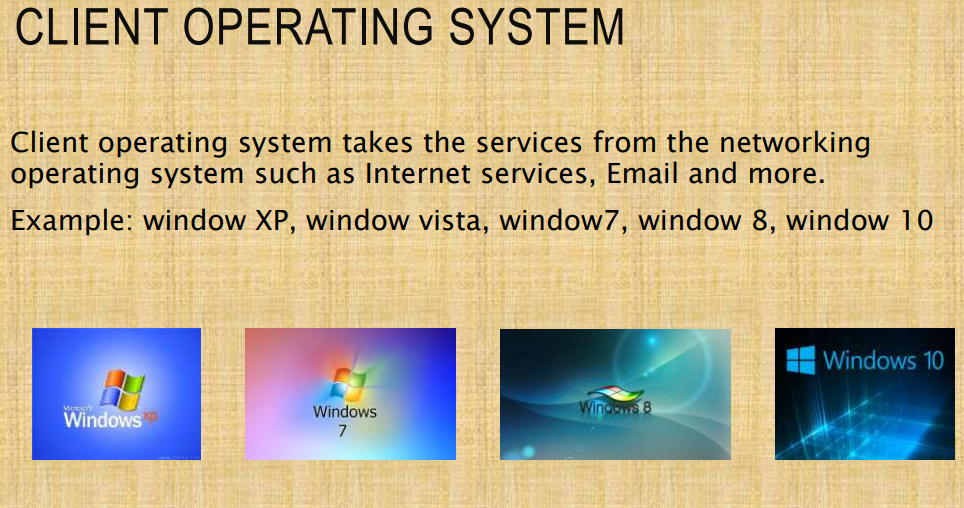 CLIENT OPERATING SYSTEM
Client operating system takes the services from the networking
operating system such as Internet services, Email and more.
Example: window XP, window vista, window7, window 8, window 10
Microsoft
Windows xp
Windows
7
Windows 8
Windows 10